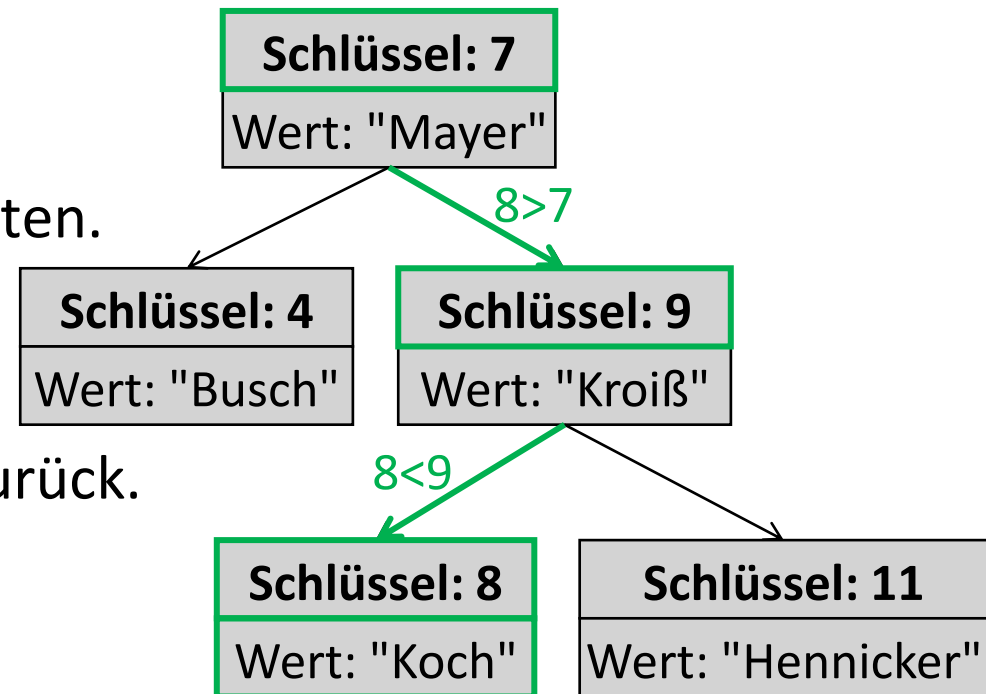 Schlüssel: 7
Wert: "Mayer"
8>7
ten.
Schlüssel: 4
Wert: "Busch"
Schlüssel: 9
Wert: "Kroiß"
8<9
urück.
Schlüssel: 8
Wert: "Koch"
Schlüssel: 11
Wert: "Hennicker"